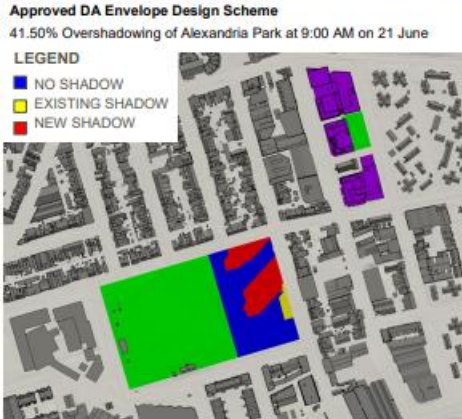 Approved DA Envelope Design Scheme
41.50% Overshadowing of Alexandria Park at 9:00 AM on 21 June
LEGEND
NO SHADOW
EXISTING SHADOW
NEW SHADOW